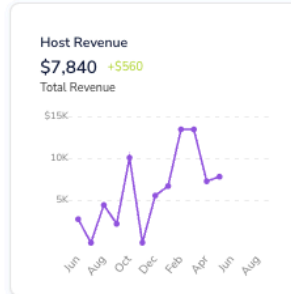 Host Revenue
$7,840 +$560
Total Revenue
$15K
10K
5K
Jun Aug Oct Dec Feb Apr Jun Aug